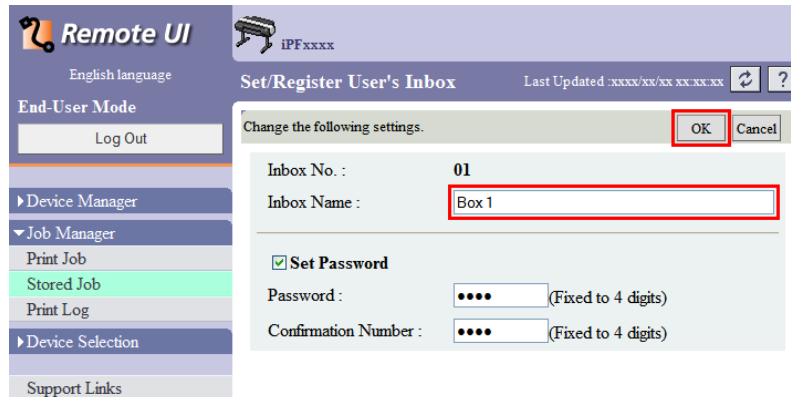 Remote UI
English language
End-User Mode
Log Out
▶Device Manager
▼Job Manager
Print Job
Stored Job
Print Log
▶Device Selection
Support Links
iPFxxxx
Set/Register User's Inbox Last Updated :xxxx/xx/xx xx:xx:xx ?
Change the following settings. OK Cancel
Inbox No. : 01
Inbox Name : Box 1
Set Password
Password : •••• (Fixed to 4 digits)
Confirmation Number : •••• (Fixed to 4 digits)